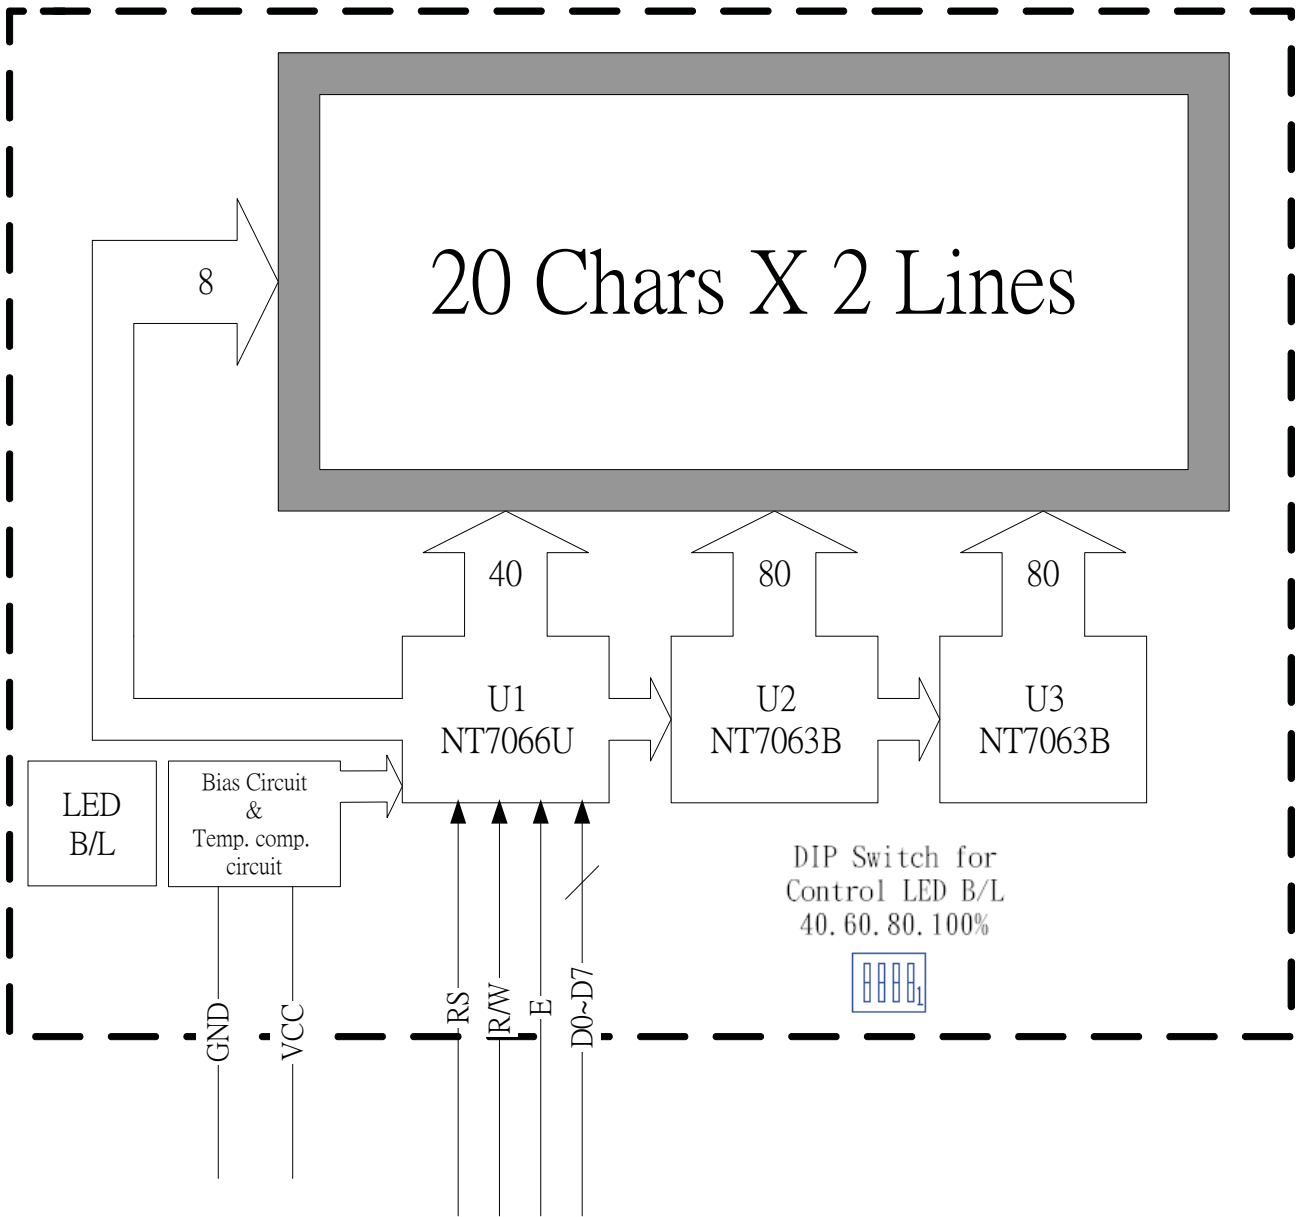 20 Chars X 2 Lines
8
40
80
80
U1
NT7066U
U2
NT7063B
U3
NT7063B
LED
B/L
Bias Circuit
&
Temp. comp.
circuit
DIP Switch for
Control LED B/L
40.60.80.100%
1
GND
VCC
RS
R/W
E
D0~D7